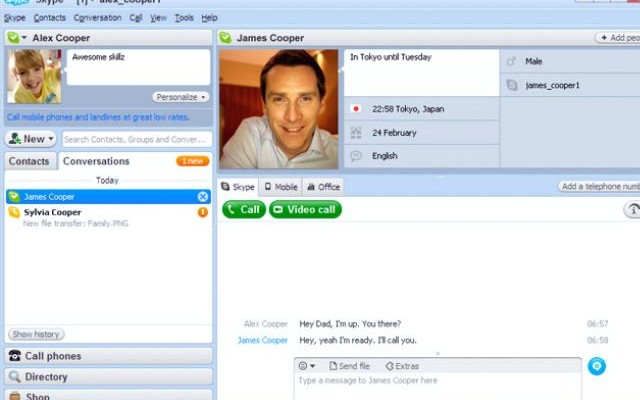 Skype [1] - alex_cooper1
Skype Contacts Conversation Call View Tools Help
Alex Cooper
Awesome skillz
Personalize
Call mobile phones and landlines at great low rates.
New
Search Contacts, Groups and Conver...
Contacts
Conversations
1 new
Today
James Cooper
Sylvia Cooper
1
New file transfer: Family.PNG
Show history
Call phones
Directory
Shop
James Cooper
+ Add peo
In Tokyo until Tuesday
Male
james_cooper1
22:58 Tokyo, Japan
24 February
English
Skype
Mobile
Office
Add a telephone numb
Call
Video call
Alex Cooper Hey Dad, I'm up. You there? 06:57
James Cooper Hey, yeah I'm ready. I'll call you. 06:58
Send file
Extras
Type a message to James Cooper here